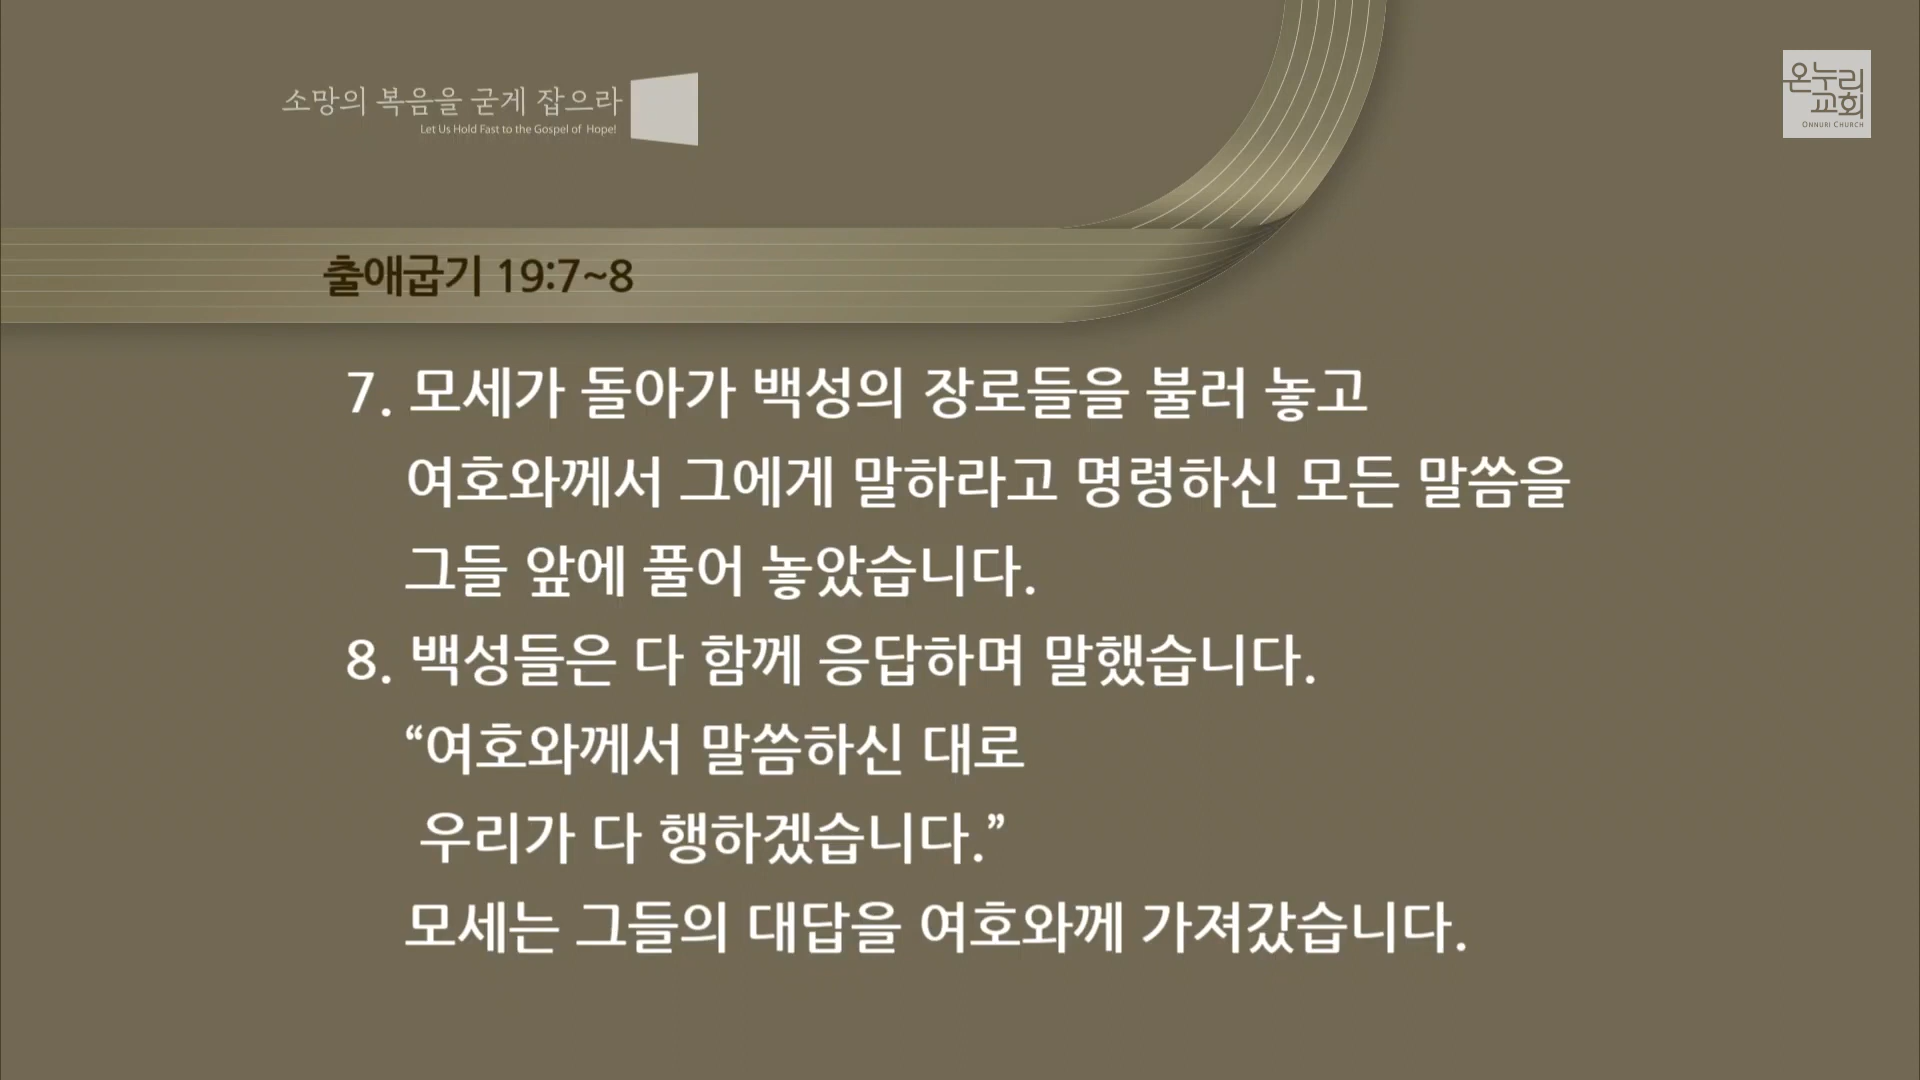 소망의 복음을 굳게 잡으라
Let Us Hold Fast to the Gospel of Hope!
온누리
교회
ONNURI CHURCH
출애굽기 19:7~8
7. 모세가 돌아가 백성의 장로들을 불러 놓고
여호와께서 그에게 말하라고 명령하신 모든 말씀을
그들 앞에 풀어 놓았습니다.
8. 백성들은 다 함께 응답하며 말했습니다.
“여호와께서 말씀하신 대로
우리가 다 행하겠습니다.”
모세는 그들의 대답을 여호와께 가져갔습니다.